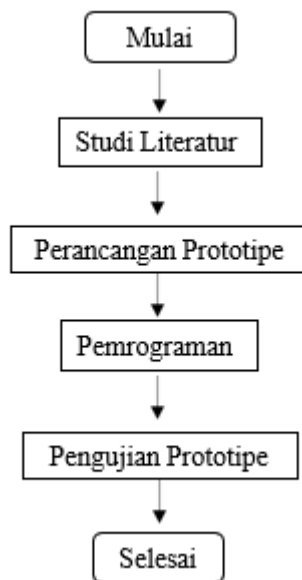 Mulai
Studi Literatur
Perancangan Prototipe
Pemrograman
Pengujian Prototipe
Selesai